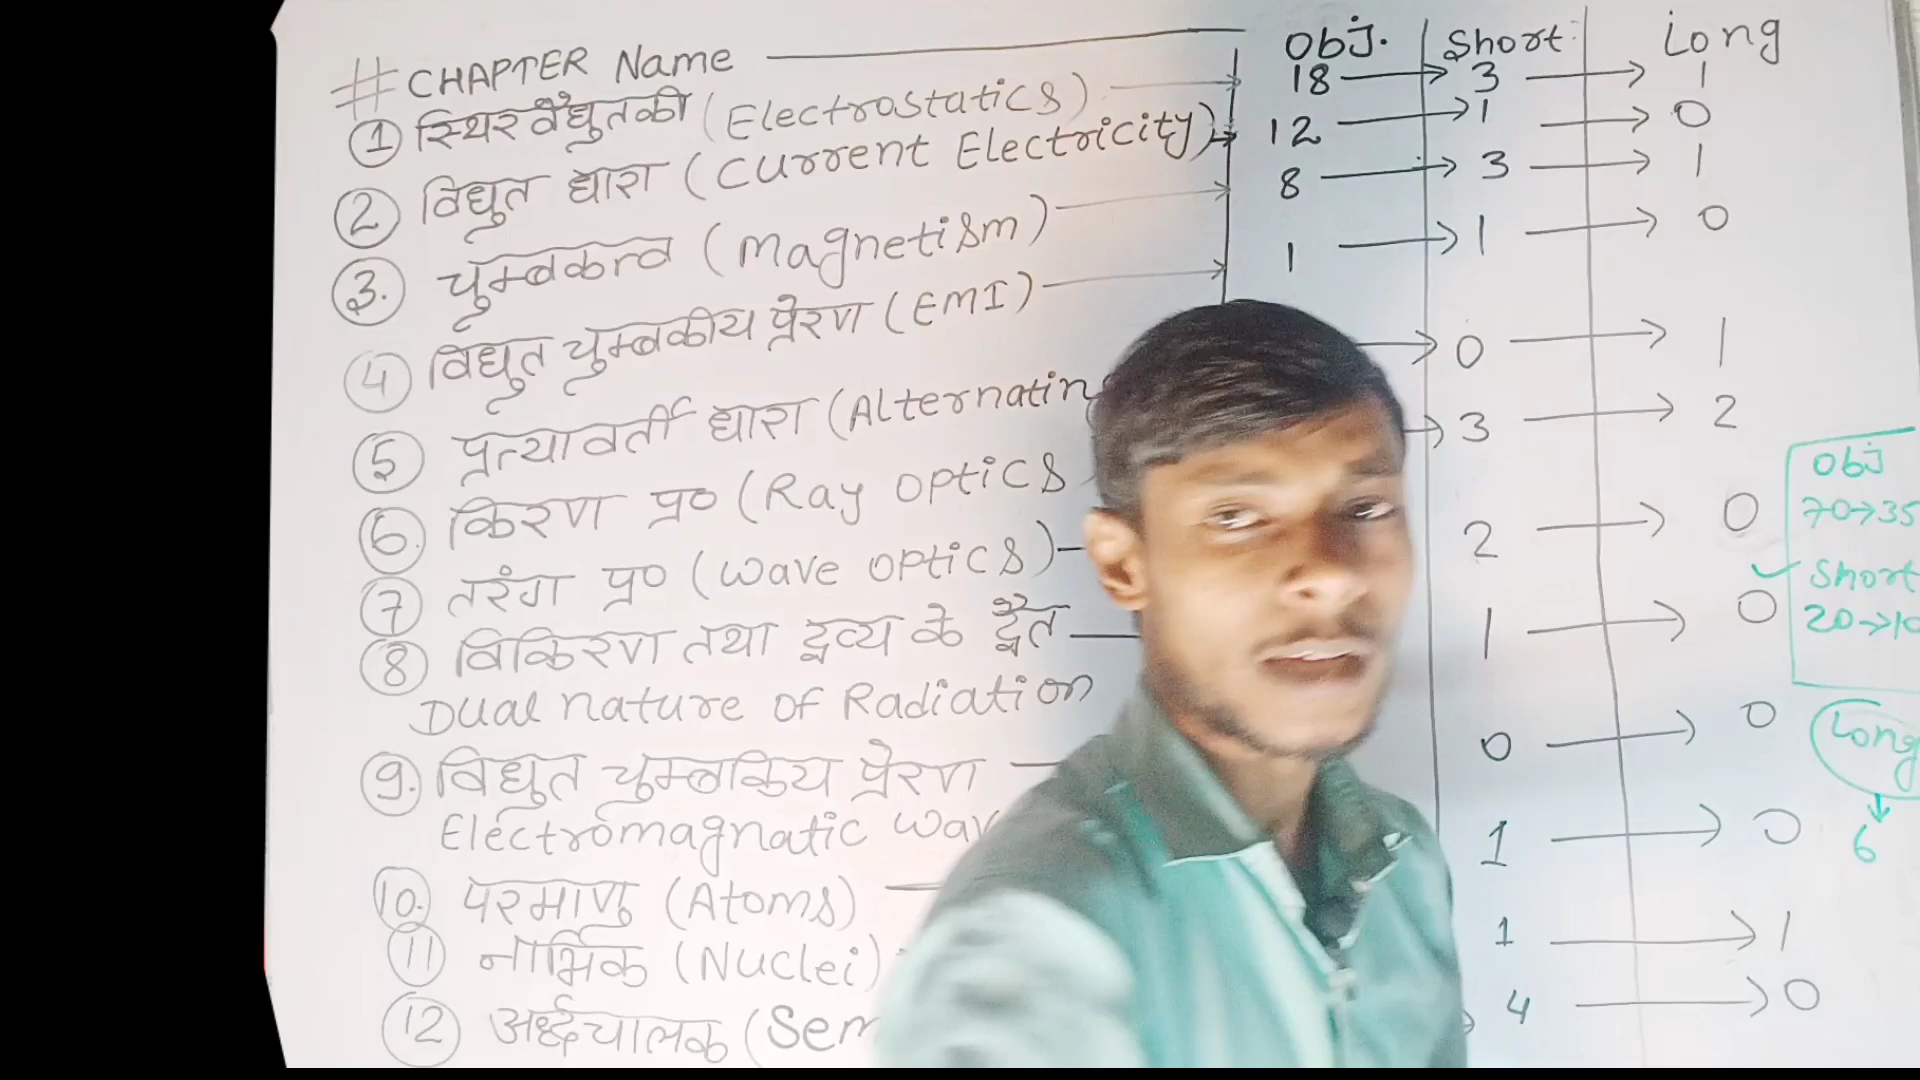 # CHAPTER Name Obj. Short Long
① स्थिर वैधुतकी (Electrostatics) 18 → 3 → 1
② विधुत धारा (Current Electricity) → 12 → 1 → 0
③. चुम्बकत्व (Magnetism) → 8 → 3 → 1
④ विधुत चुम्बकीय प्रेरण (EMI) → 1 → 1 → 0
⑤ प्रत्यावर्ती धारा (Alternatin → 0 → 1
⑥ किरण प्र० (Ray optics → 3 → 2
⑦ तरंग प्र० (Wave optics) 2 → 0
⑧ विकिरण तथा द्रव्य के द्वैत 1 → 0
Dual nature of Radiation
⑨. विधुत चुम्बकिय प्रेरण 0 → 0
Electromagnatic wav
⑩. परमाणु (Atoms) 1 → 0
⑪ नाभिक (Nuclei) 1 → 1
⑫ अर्द्धचालक (Sem 4 → 0
Obj
70→35
✓ Short
20→10
Long
↓
6